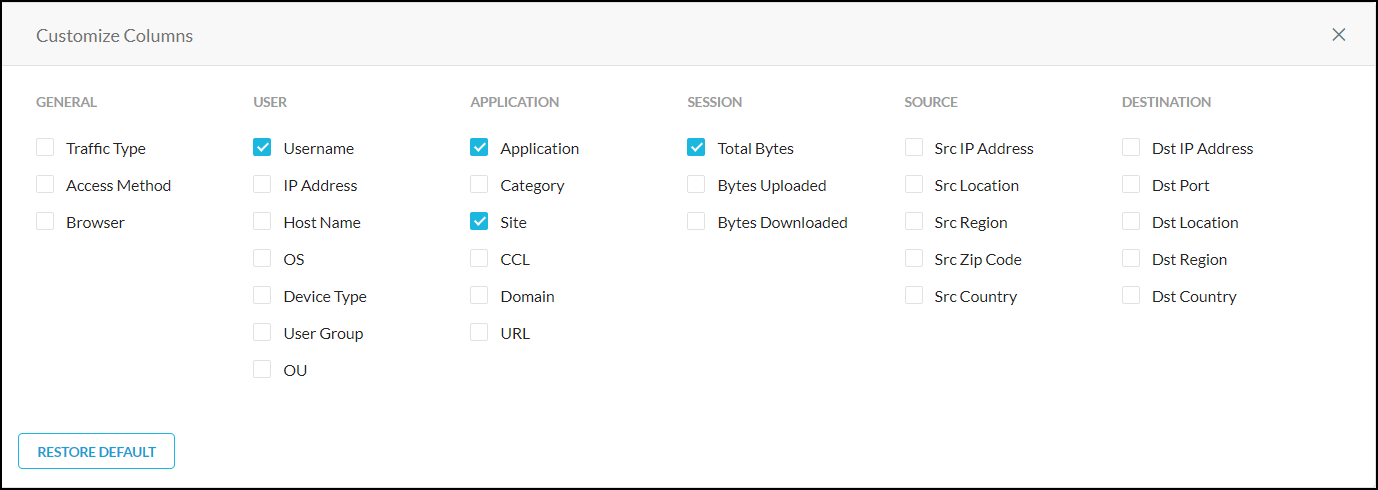 Customize Columns
GENERAL
Traffic Type
Access Method
Browser
USER
Username
IP Address
Host Name
OS
Device Type
User Group
OU
APPLICATION
Application
Category
Site
CCL
Domain
URL
SESSION
Total Bytes
Bytes Uploaded
Bytes Downloaded
SOURCE
Src IP Address
Src Location
Src Region
Src Zip Code
Src Country
DESTINATION
Dst IP Address
Dst Port
Dst Location
Dst Region
Dst Country
RESTORE DEFAULT